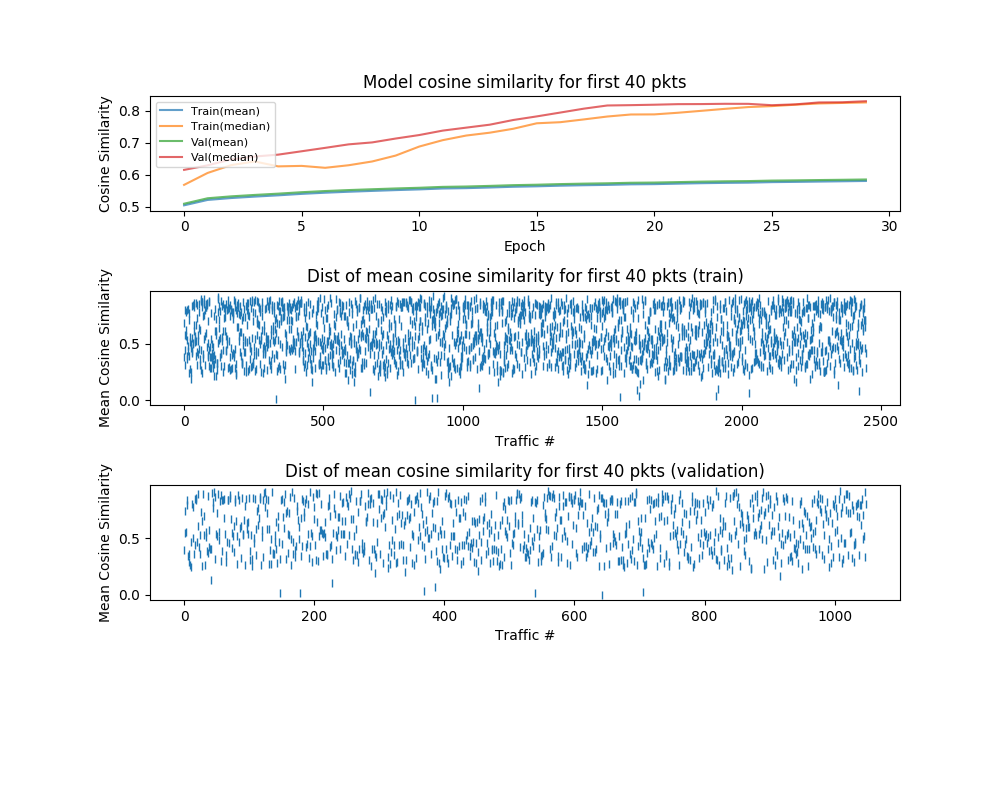 Model cosine similarity for first 40 pkts
Cosine Similarity
0.8
0.7
0.6
0.5
Train(mean)
Train(median)
Val(mean)
Val(median)
0 5 10 15 20 25 30
Epoch
Dist of mean cosine similarity for first 40 pkts (train)
Mean Cosine Similarity
0.5
0.0
0 500 1000 1500 2000 2500
Traffic #
Dist of mean cosine similarity for first 40 pkts (validation)
Mean Cosine Similarity
0.5
0.0
0 200 400 600 800 1000
Traffic #